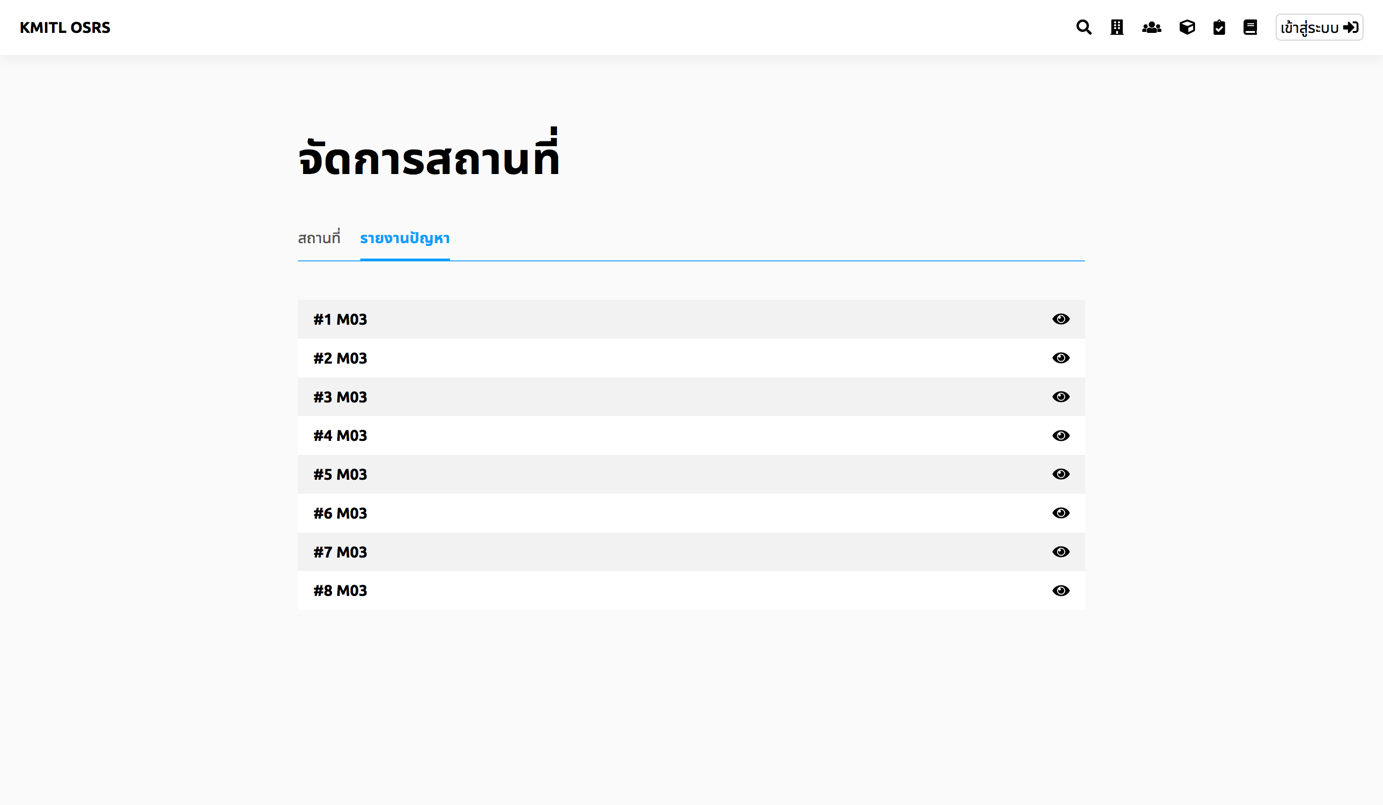 KMITL OSRS
เข้าสู่ระบบ
จัดการสถานที่
สถานที่ รายงานปัญหา
#1 M03
#2 M03
#3 M03
#4 M03
#5 M03
#6 M03
#7 M03
#8 M03